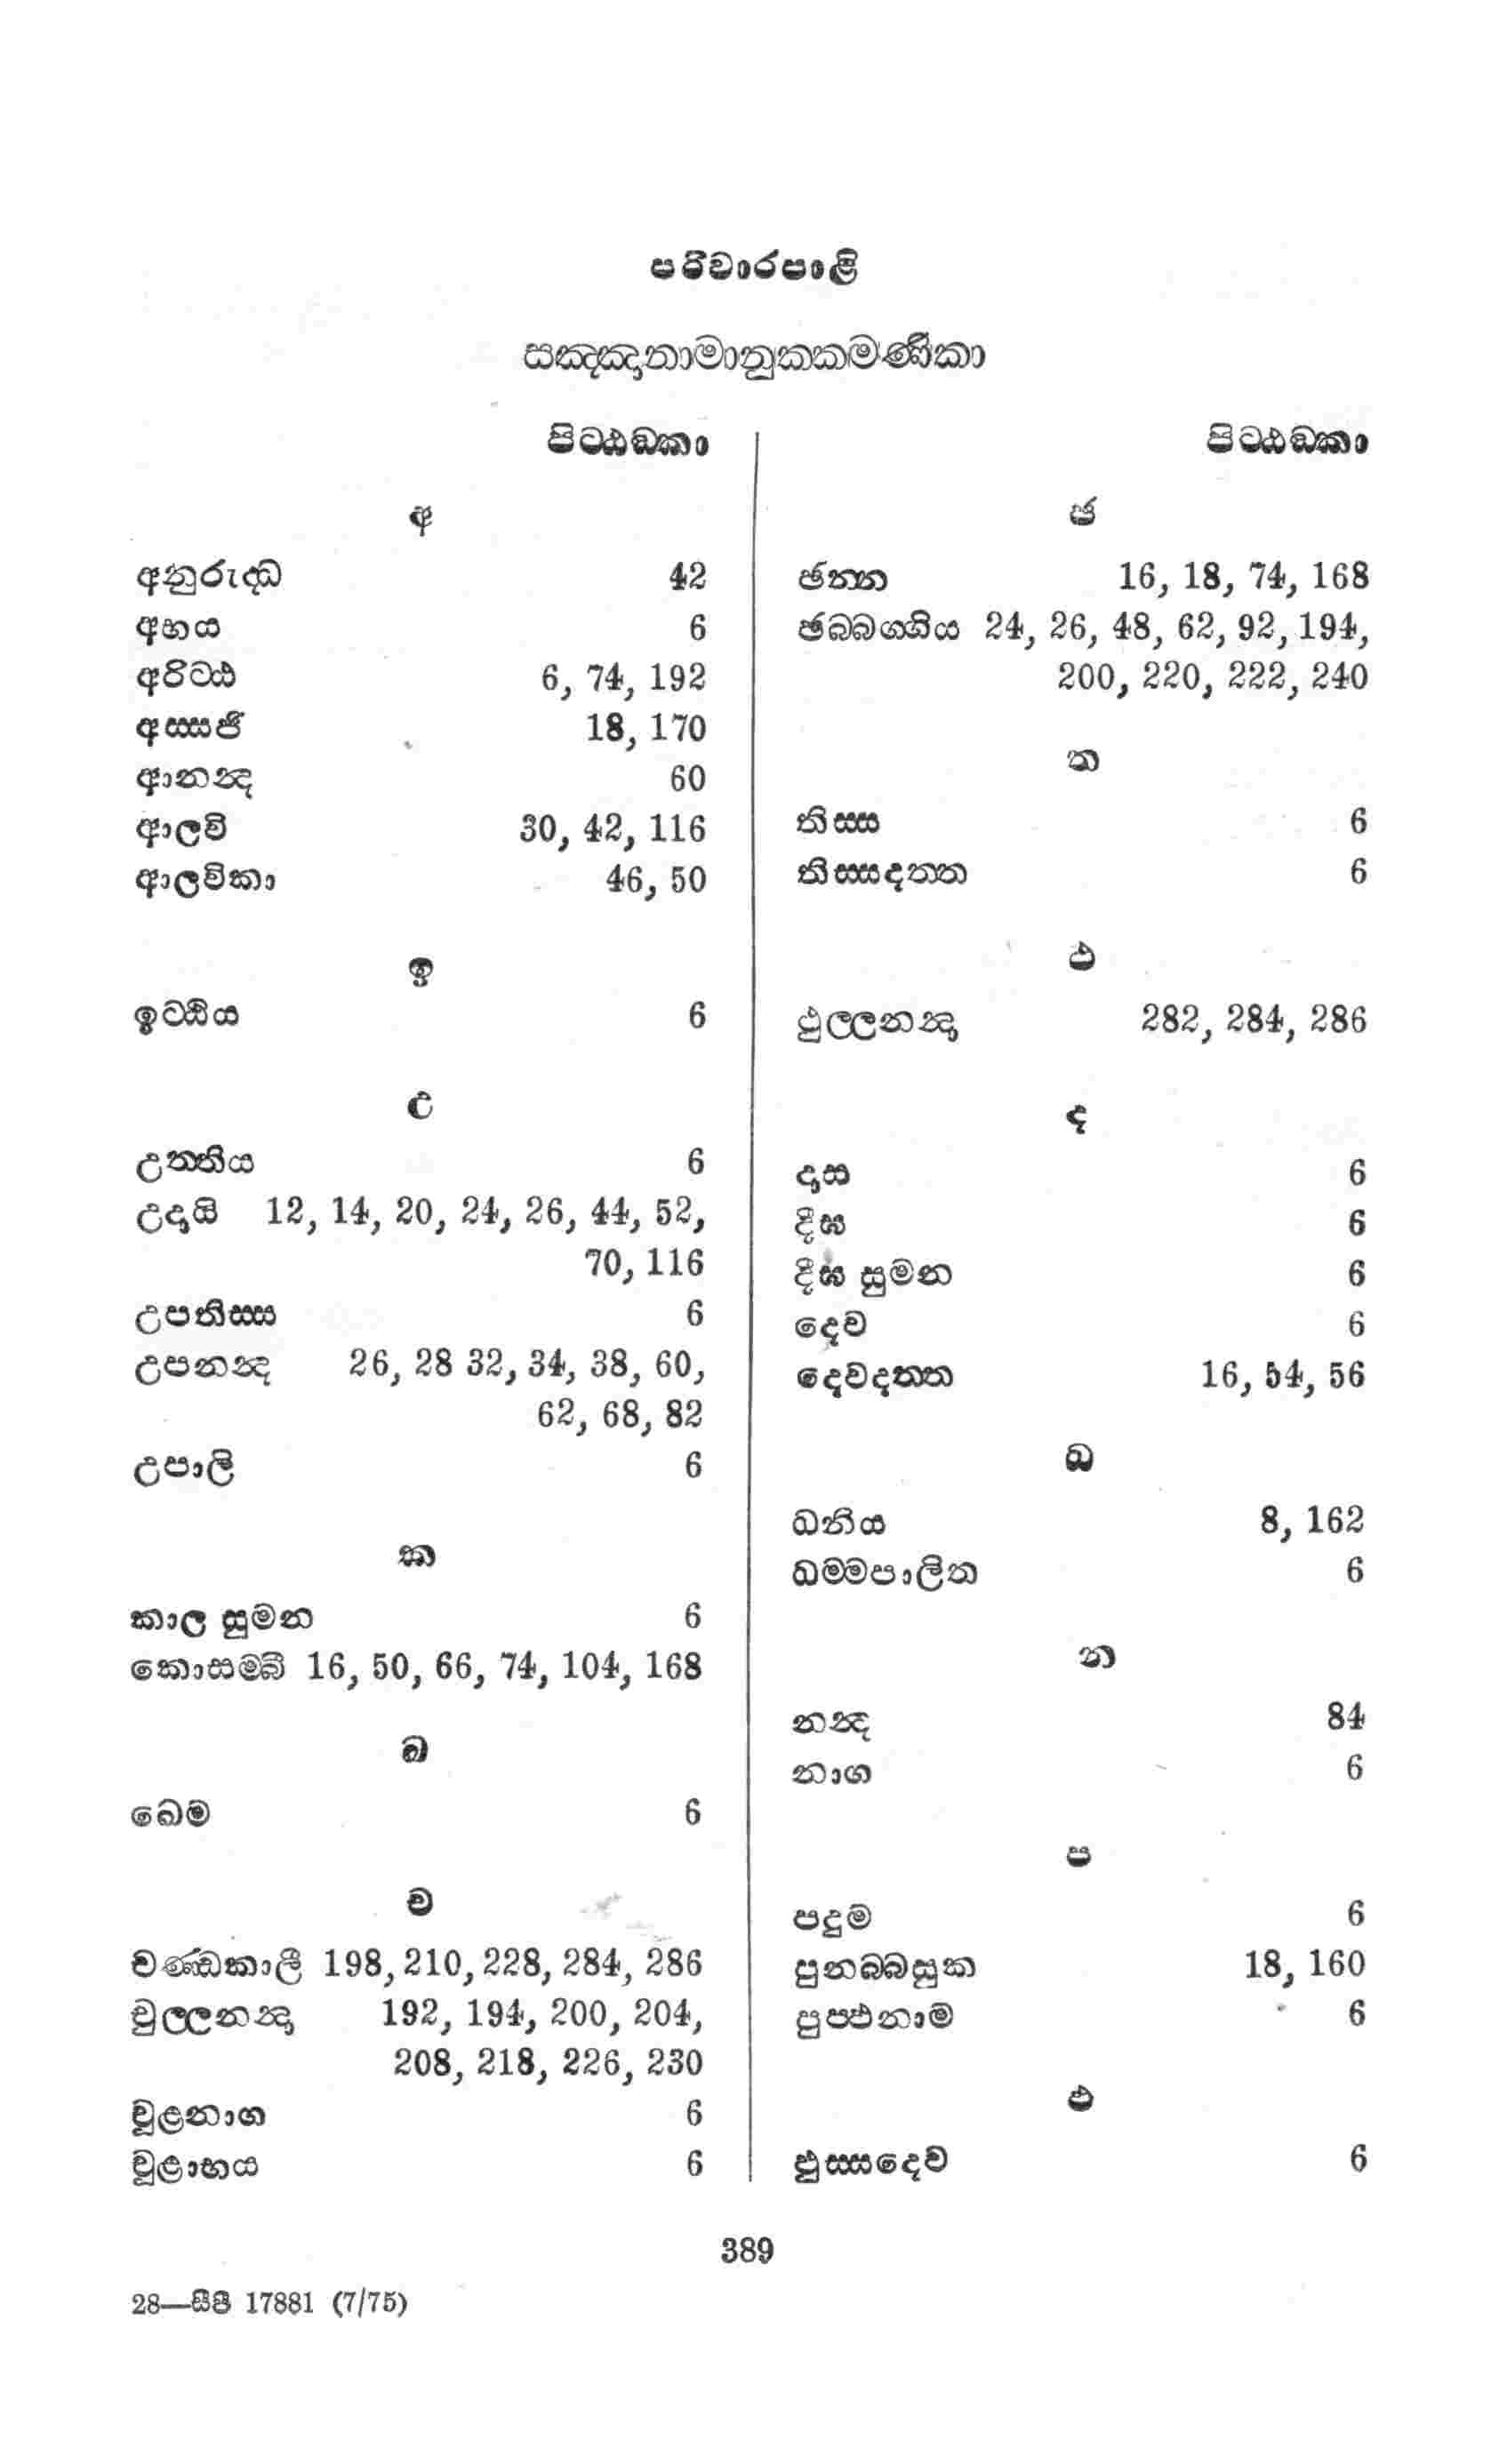 පරිවාරපාළි
සඤ්ඤානාමානුක්කමණිකා
පිට්ඨඞ්කා
අ
අනුරුද්ධ 42
අභය 6
අරිට්ඨ 6, 74, 192
අස්සජි 18, 170
ආනන්ද 60
ආලවි 30, 42, 116
ආලවිකා 46, 50
ඉ
ඉට්ඨිය 6
උ
උත්තිය 6
උදායි 12, 14, 20, 24, 26, 44, 52,
70, 116
උපතිස්ස 6
උපනන්ද 26, 28 32, 34, 38, 60,
62, 68, 82
උපාලි 6
ක
කාල සුමන 6
කොසම්බි 16, 50, 66, 74, 104, 168
ඛ
ඛෙම 6
ච
චණ්ඩකාලී 198, 210, 228, 284, 286
චුල්ලනන්දා 192, 194, 200, 204,
208, 218, 226, 230
චූළනාග 6
චූළාභය 6
පිට්ඨඞ්කා
ඡ
ඡන්න 16, 18, 74, 168
ඡබ්බග්ගිය 24, 26, 48, 62, 92, 194,
200, 220, 222, 240
ත
තිස්ස 6
තිස්සදත්ත 6
ථ
ථුල්ලනන්දා 282, 284, 286
ද
දාස 6
දීඝ 6
දීඝ සුමන 6
දෙව 6
දෙවදත්ත 16, 54, 56
ධ
ධනිය 8, 162
ධම්මපාලිත 6
න
නන්ද 84
නාග 6
ප
පදුම 6
පුනබ්බසුක 18, 160
පුප්ඵනාම 6
ඵ
ඵුස්සදෙව 6
389
28—සීපී 17881 (7/75)